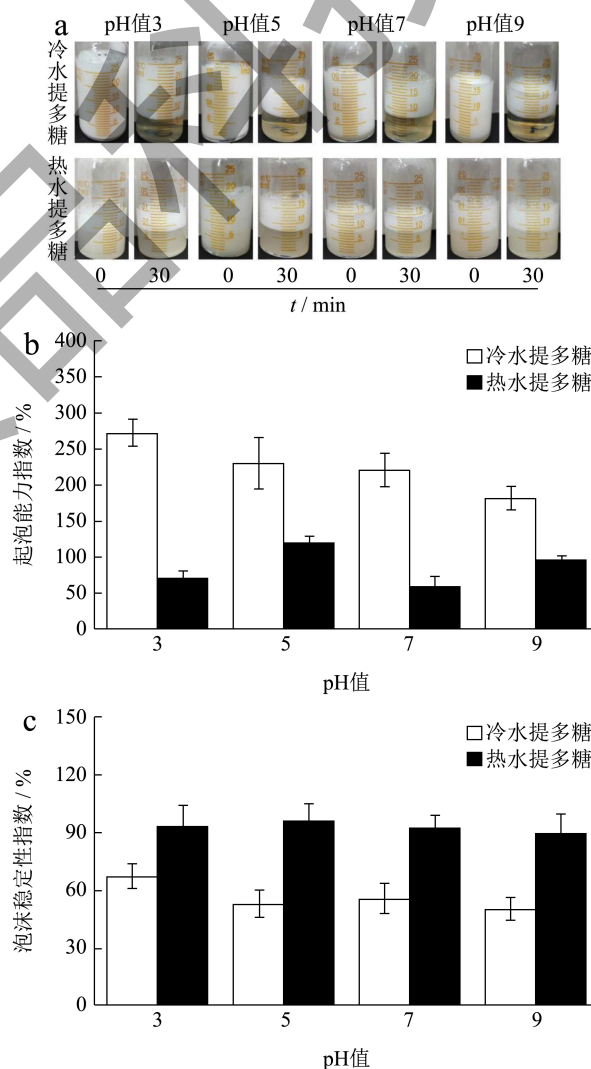 a
pH值3 pH值5 pH值7 pH值9
冷水提多糖
热水提多糖
0 30 0 30 0 30 0 30
t / min
b
起泡能力指数 / %
400
350
300
250
200
150
100
50
0
冷水提多糖
热水提多糖
3 5 7 9
pH值
c
泡沫稳定性指数 / %
150
120
90
60
30
0
冷水提多糖
热水提多糖
3 5 7 9
pH值